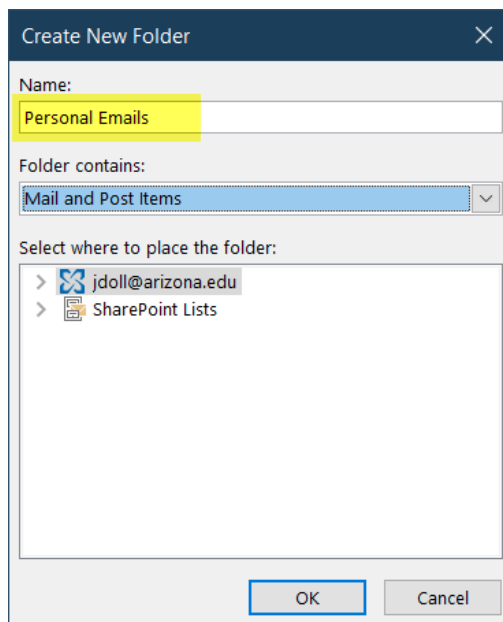 Create New Folder
Name:
Personal Emails
Folder contains:
Mail and Post Items
Select where to place the folder:
jdoll@arizona.edu
SharePoint Lists
OK Cancel